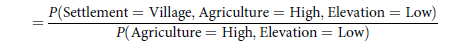 = P(Settlement = Village, Agriculture = High, Elevation = Low)
P(Agriculture = High, Elevation = Low)